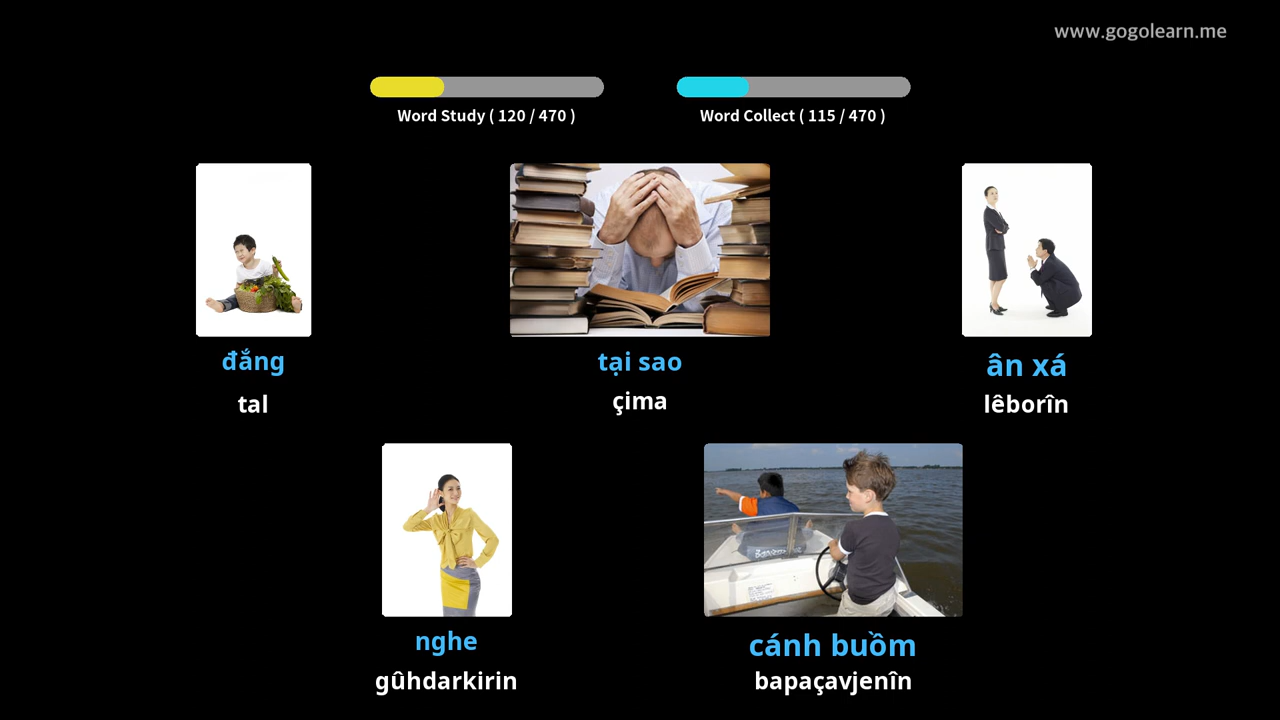 www.gogolearn.me
Word Study ( 120 / 470 )
Word Collect ( 115 / 470 )
đắng
tal
tại sao
çima
ân xá
lêborîn
nghe
gûhdarkirin
cánh buồm
bapaçavjenîn